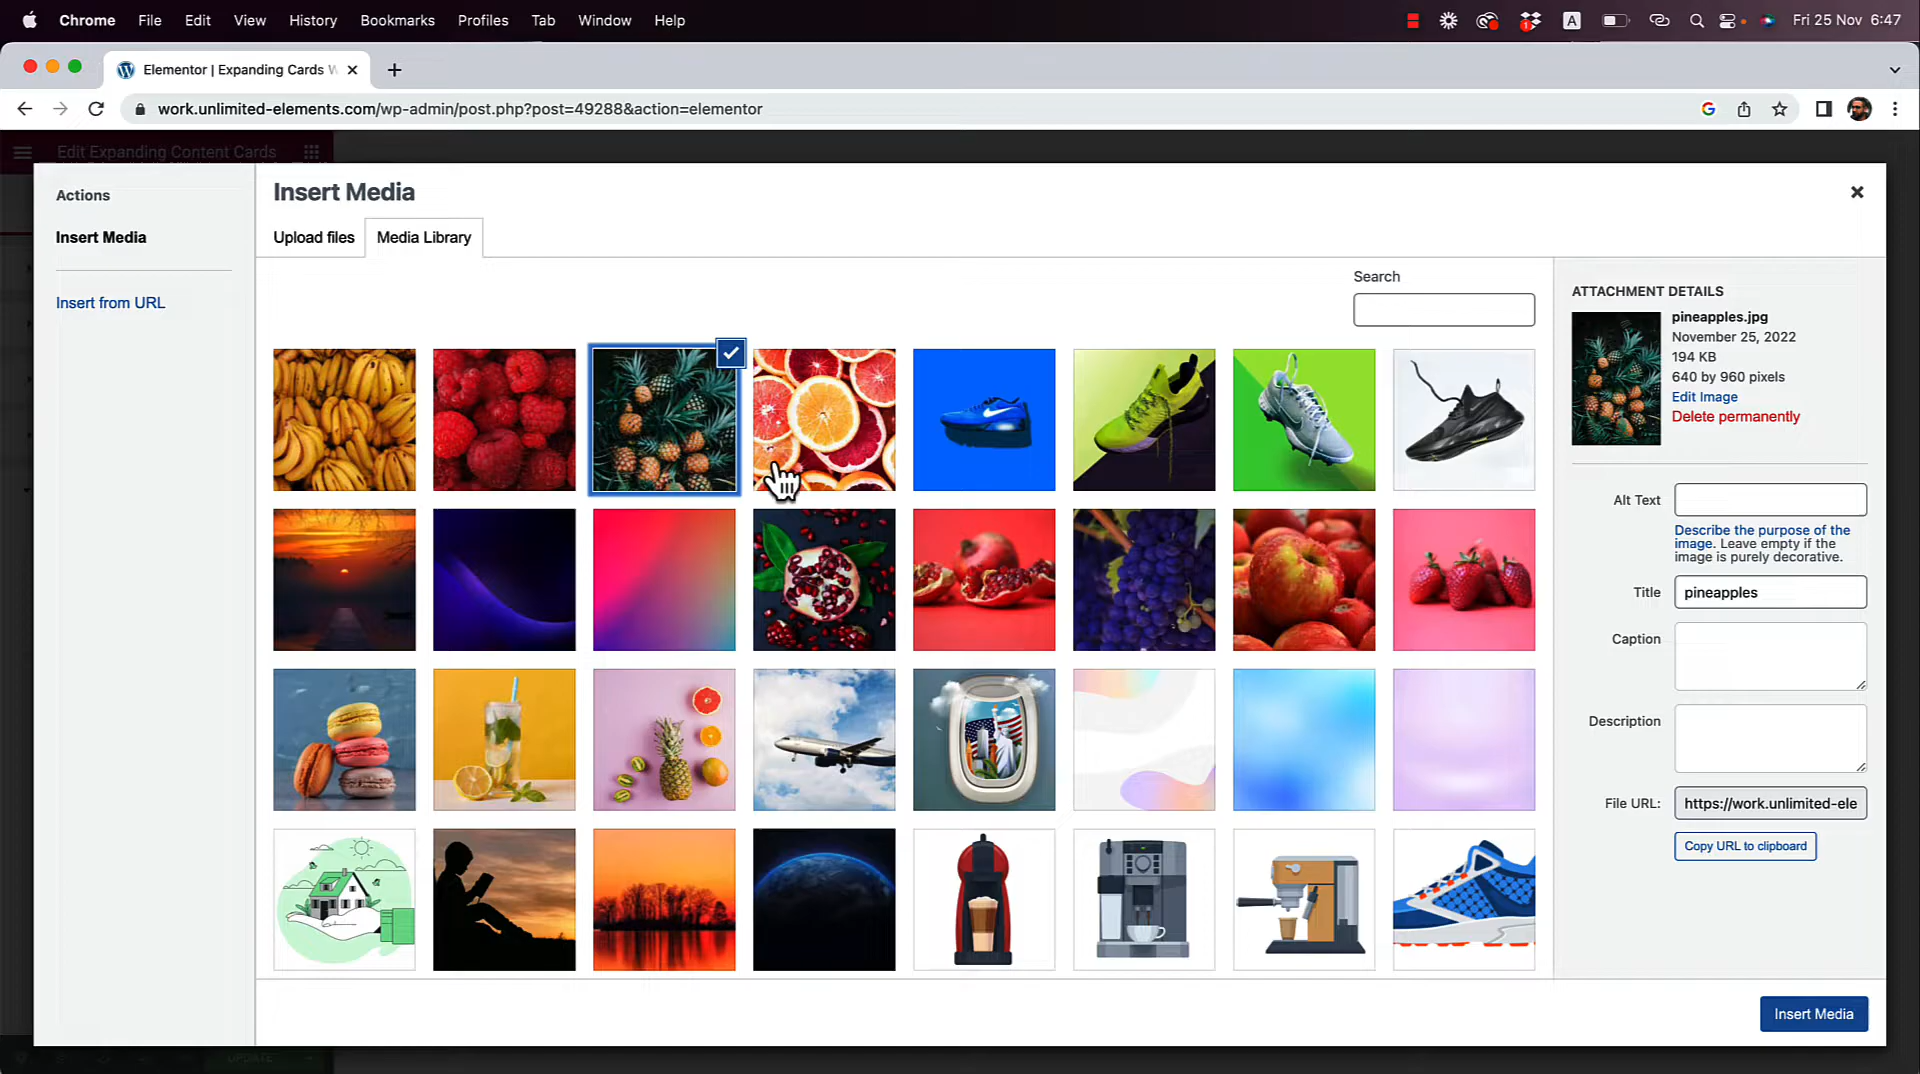 Chrome File Edit View History Bookmarks Profiles Tab Window Help
A
1
Fri 25 Nov 6:47
Elementor | Expanding Cards W
work.unlimited-elements.com/wp-admin/post.php?post=49288&action=elementor
Edit Expanding Content Cards
Actions
Insert Media
Insert from URL
Insert Media
Upload files
Media Library
Search
ATTACHMENT DETAILS
pineapples.jpg
November 25, 2022
194 KB
640 by 960 pixels
Edit Image
Delete permanently
Alt Text
Describe the purpose of the
image. Leave empty if the
image is purely decorative.
Title
pineapples
Caption
Description
File URL:
https://work.unlimited-ele
Copy URL to clipboard
Insert Media
UPDATE